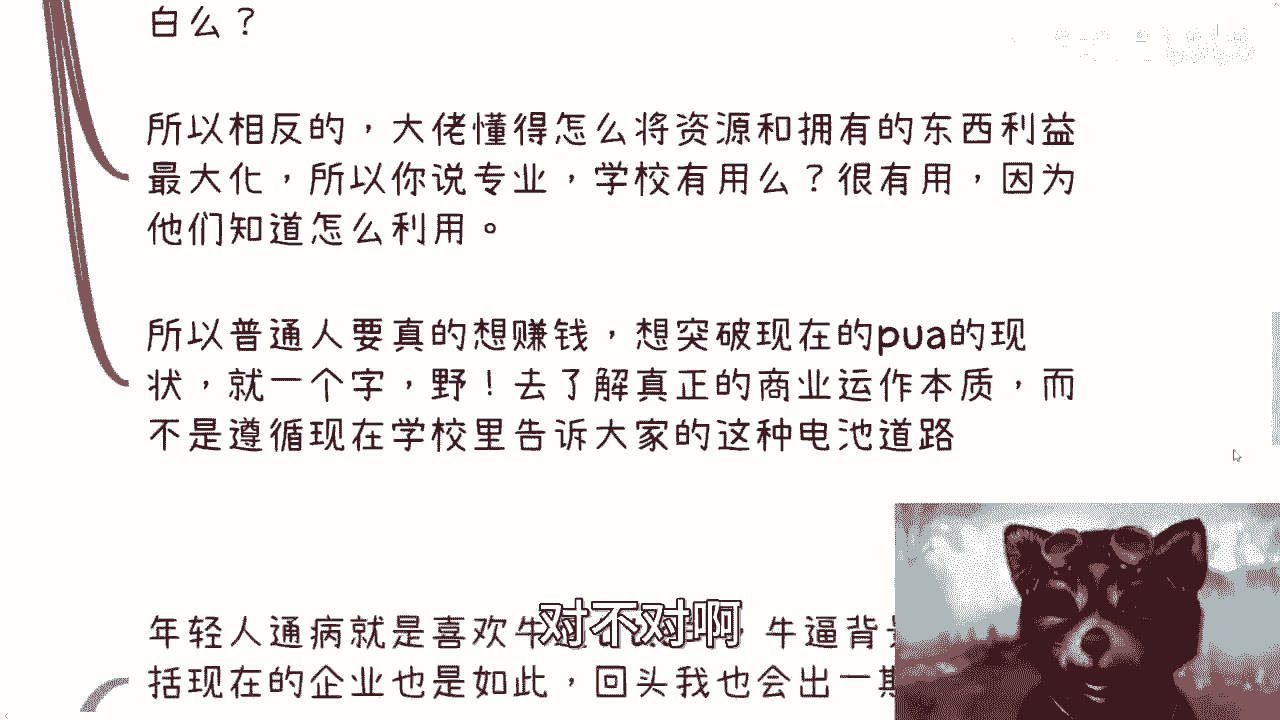 白么？
所以相反的，大佬懂得怎么将资源和拥有的东西利益
最大化，所以你说专业，学校有用么？很有用，因为
他们知道怎么利用。
所以普通人要真的想赚钱，想突破现在的pua的现
状，就一个字，野！去了解真正的商业运作本质，而
不是遵循现在学校里告诉大家的这种电池道路
年轻人通病就是喜欢牛 牛逼背
括现在的企业也是如此，回头我也会出一
对不对啊